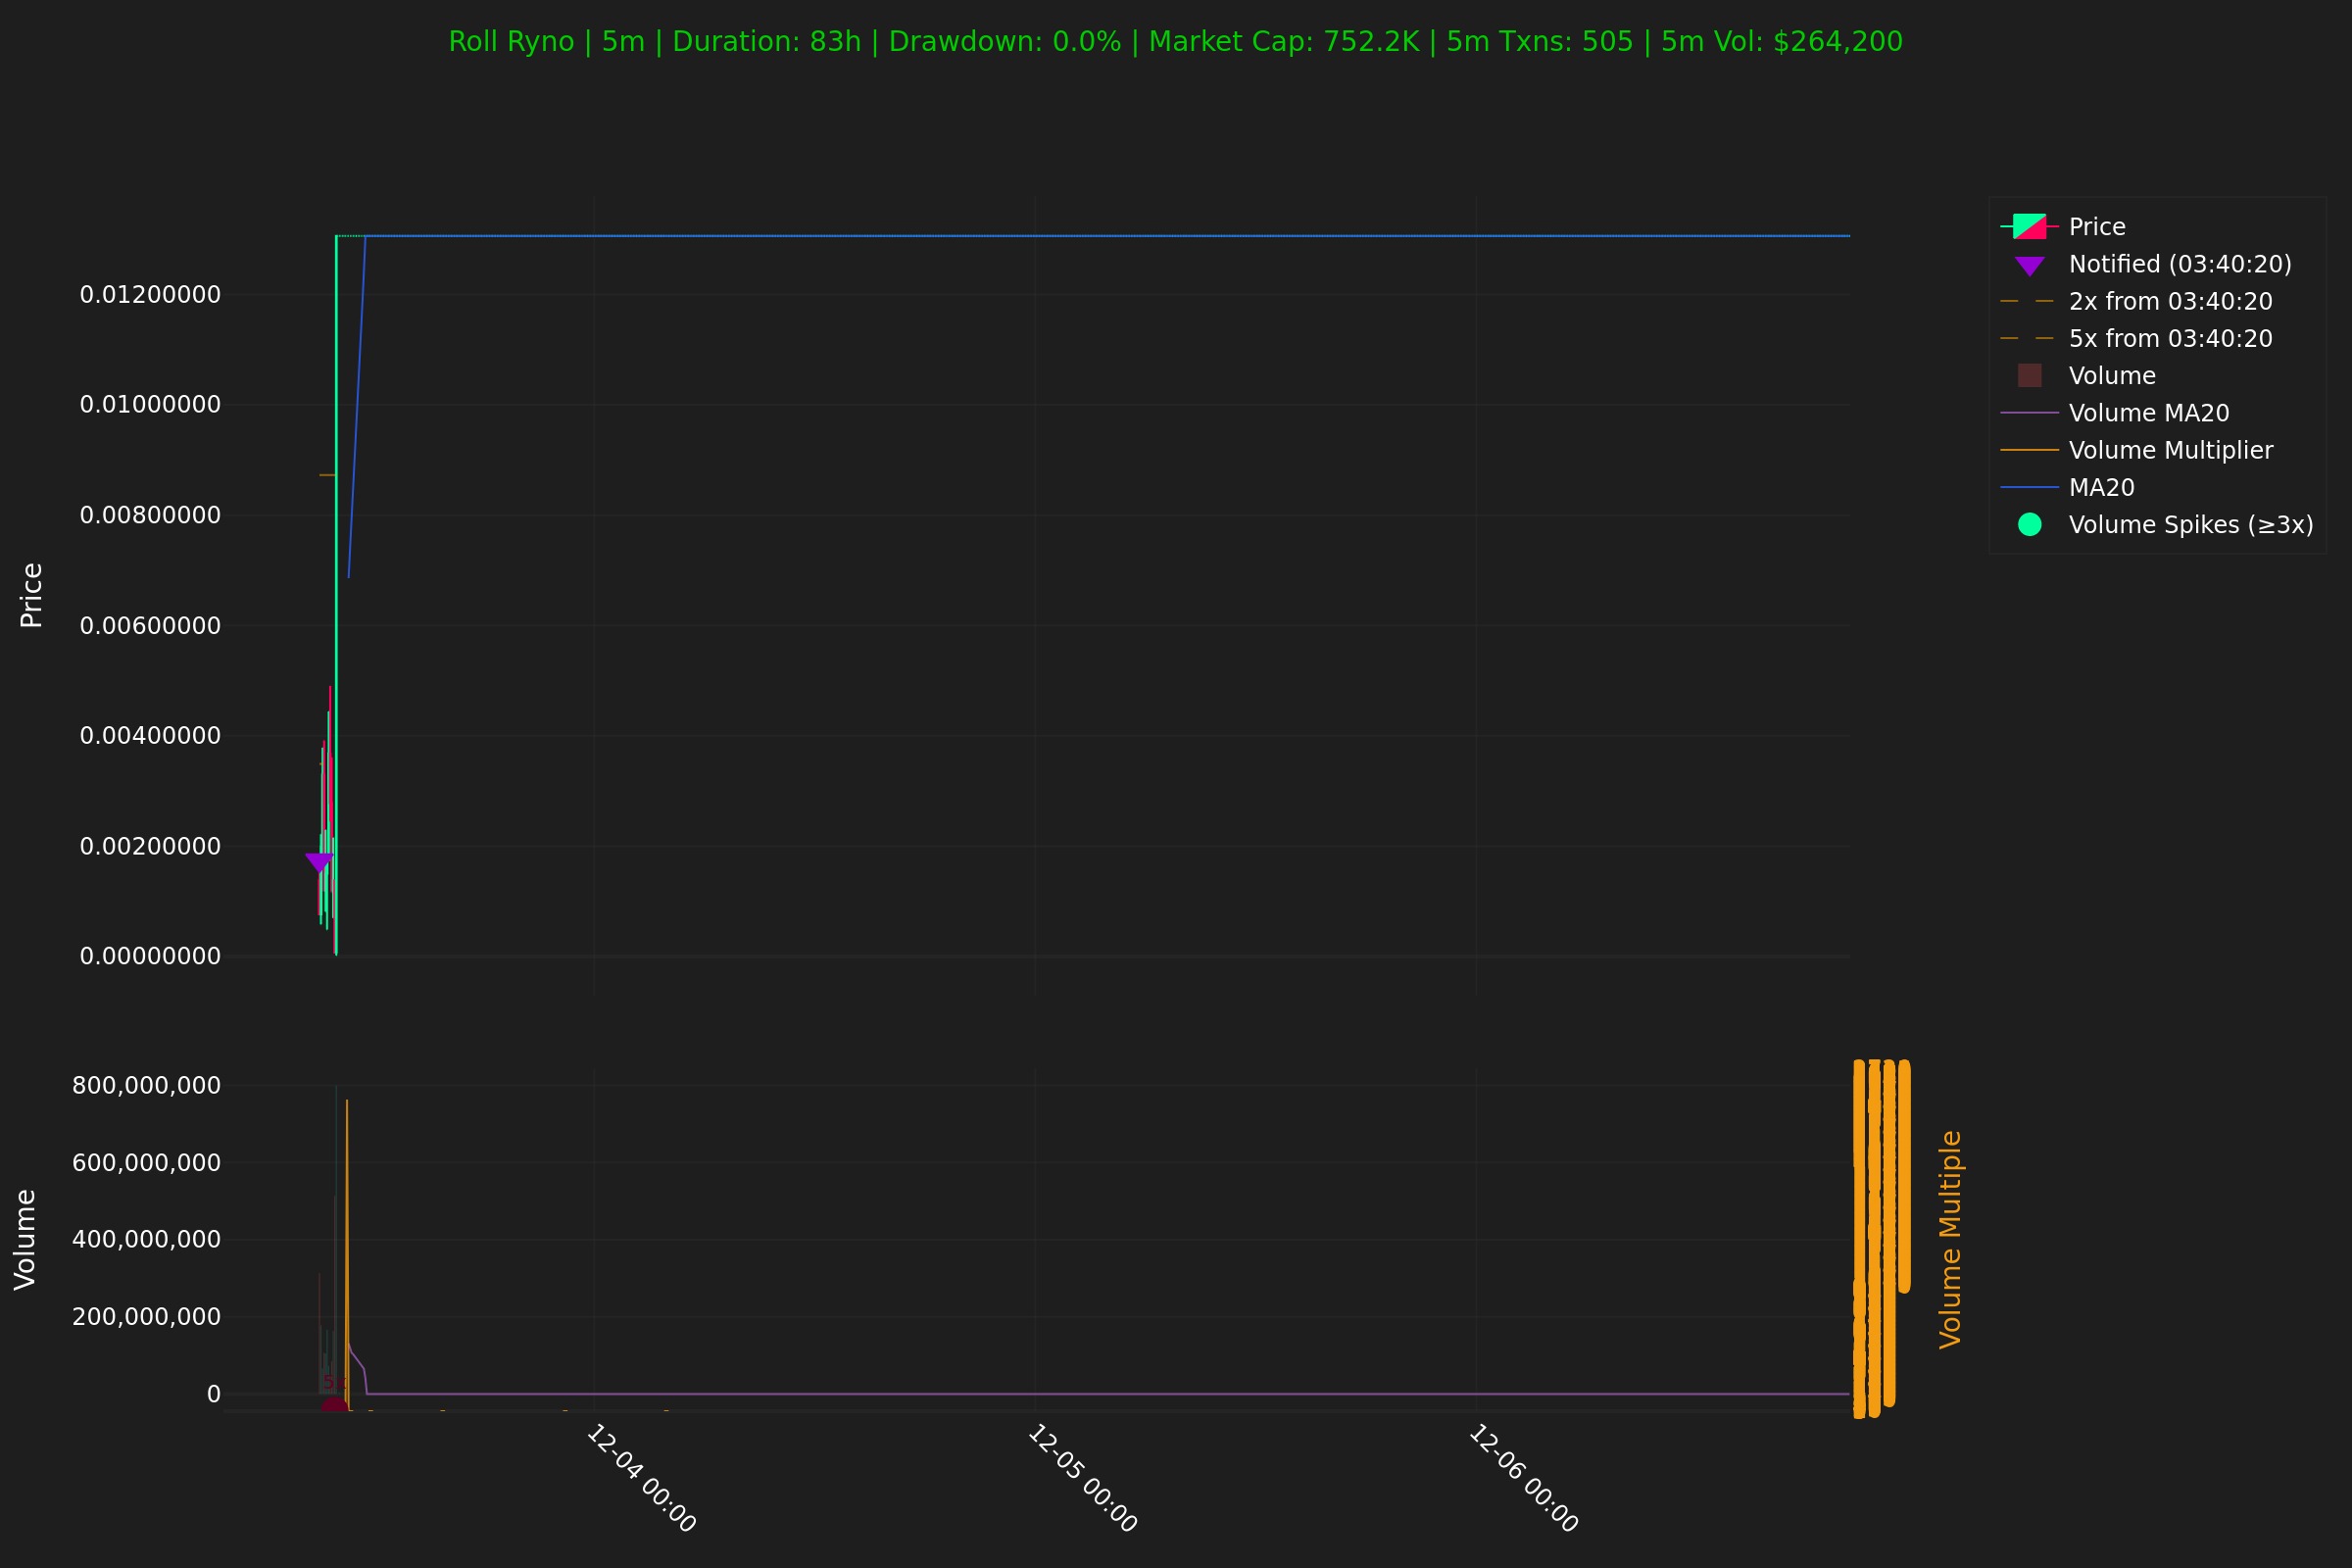 Roll Ryno | 5m | Duration: 83h | Drawdown: 0.0% | Market Cap: 752.2K | 5m Txns: 505 | 5m Vol: $264,200
Price
0.01200000
0.01000000
0.00800000
0.00600000
0.00400000
0.00200000
0.00000000
Price
Notified (03:40:20)
2x from 03:40:20
5x from 03:40:20
Volume
Volume MA20
Volume Multiplier
MA20
Volume Spikes (≥3x)
Volume
800,000,000
600,000,000
400,000,000
200,000,000
0
Volume Multiple
12-04 00:00
12-05 00:00
12-06 00:00